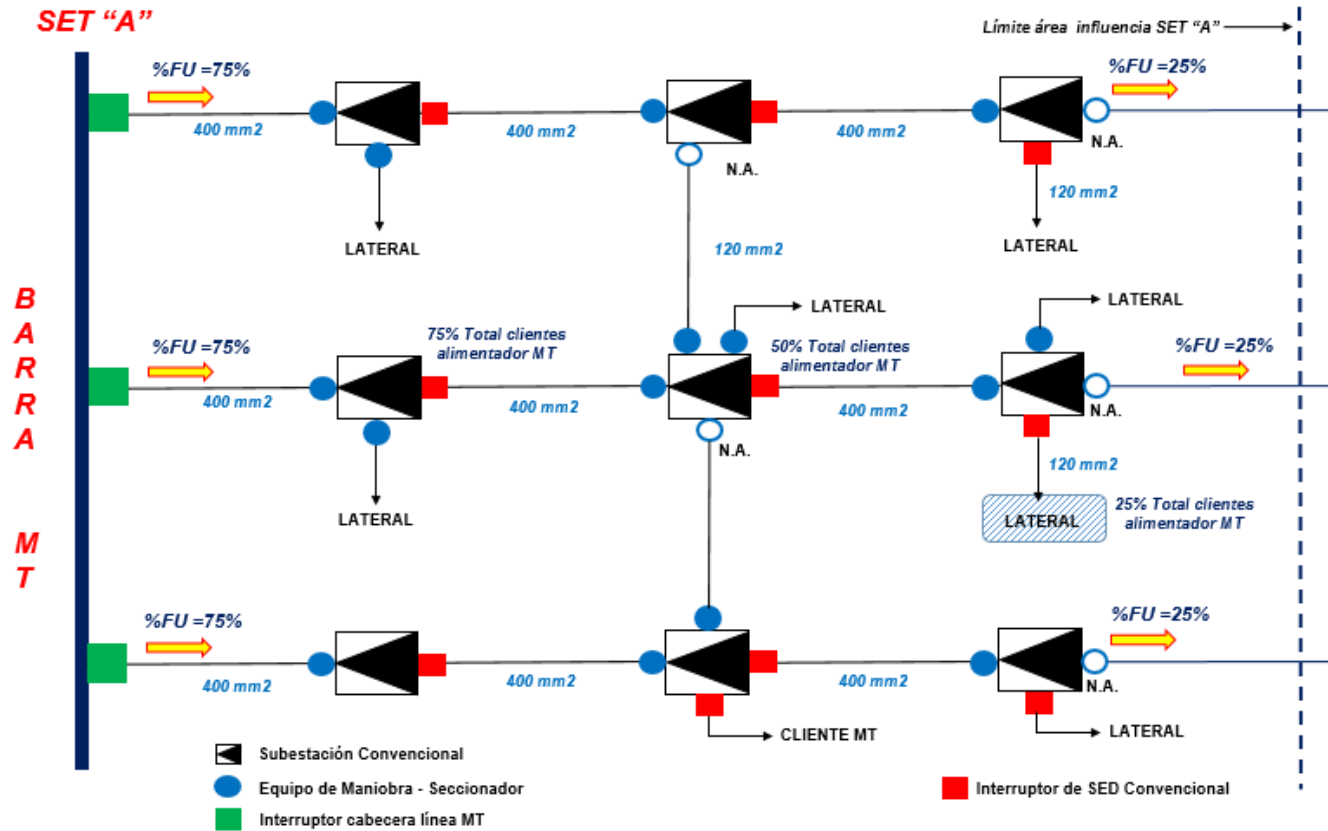 SET “A”
Límite área influencia SET “A”
%FU =75%
%FU =25%
400 mm2
400 mm2
400 mm2
N.A.
N.A.
LATERAL
120 mm2
120 mm2
LATERAL
BARRA MT
LATERAL
LATERAL
%FU =75%
75% Total clientes
alimentador MT
50% Total clientes
alimentador MT
%FU =25%
400 mm2
400 mm2
400 mm2
N.A.
N.A.
120 mm2
LATERAL
LATERAL
25% Total clientes
alimentador MT
%FU =75%
%FU =25%
400 mm2
400 mm2
400 mm2
N.A.
CLIENTE MT
LATERAL
Subestación Convencional
Equipo de Maniobra - Seccionador
Interruptor de SED Convencional
Interruptor cabecera línea MT